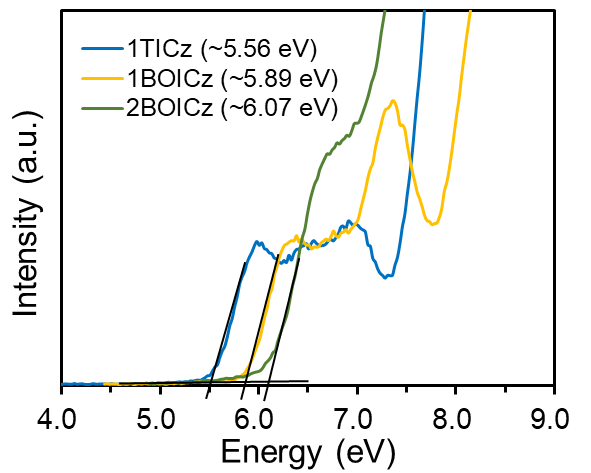 1TICz (~5.56 eV)
1BOICz (~5.89 eV)
2BOICz (~6.07 eV)
Intensity (a.u.)
4.0 5.0 6.0 7.0 8.0 9.0
Energy (eV)